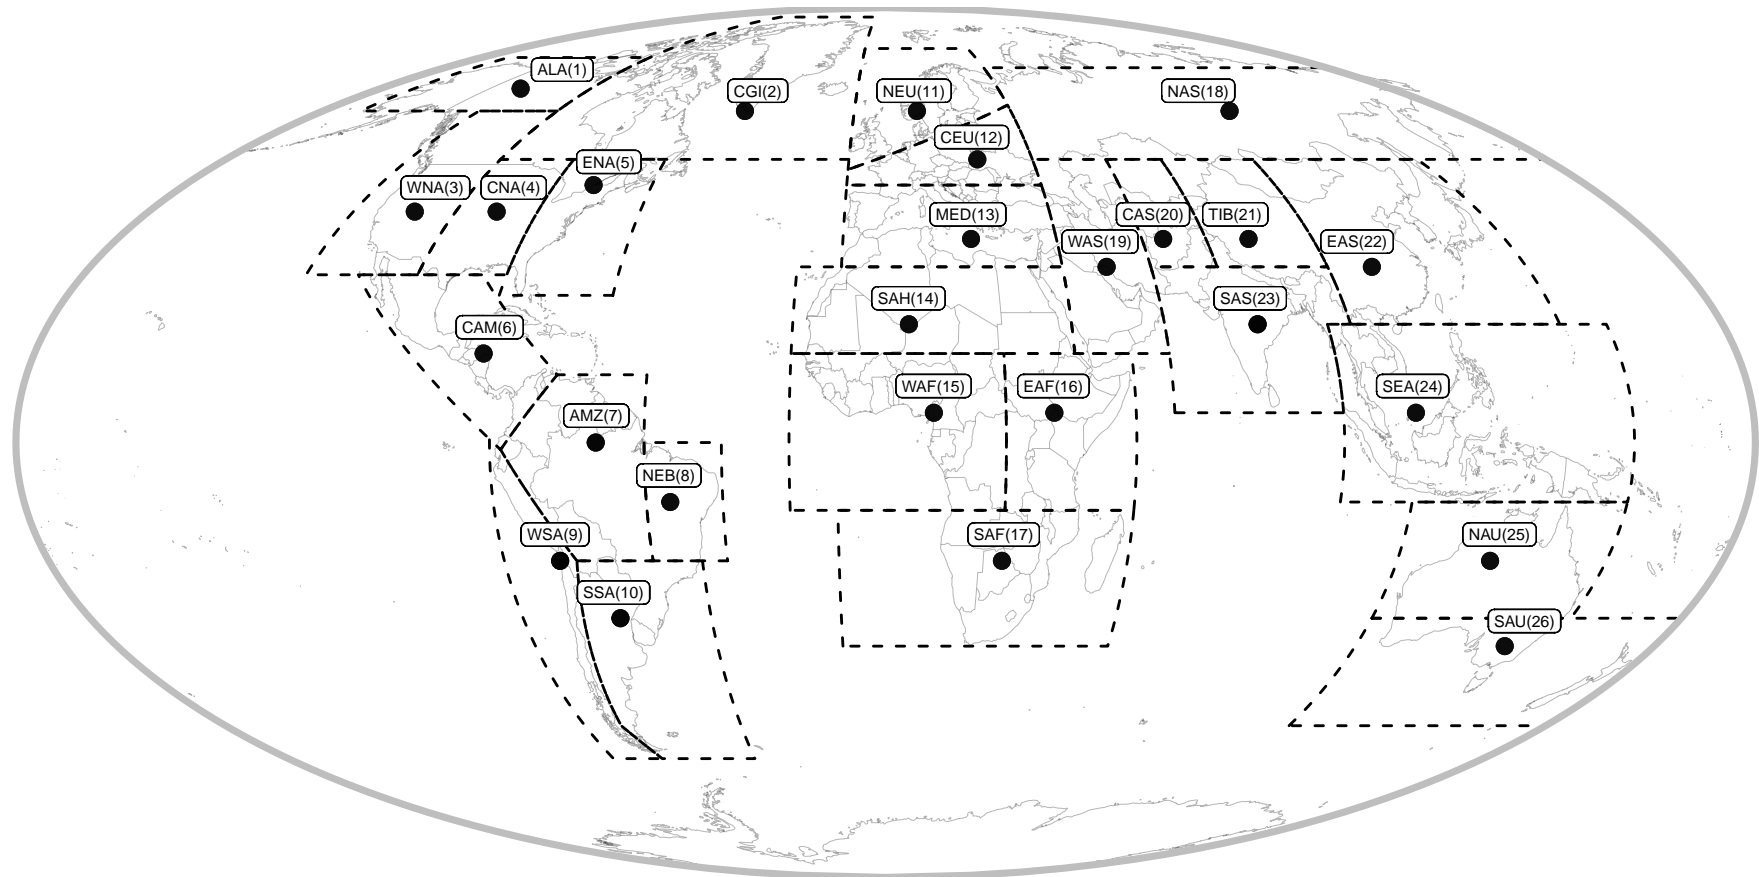 ALA(1)
CGI(2)
NEU(11)
NAS(18)
CEU(12)
ENA(5)
WNA(3)
CNA(4)
MED(13)
CAS(20)
TIB(21)
WAS(19)
EAS(22)
SAH(14)
SAS(23)
CAM(6)
WAF(15)
EAF(16)
SEA(24)
AMZ(7)
NEB(8)
WSA(9)
SAF(17)
NAU(25)
SSA(10)
SAU(26)